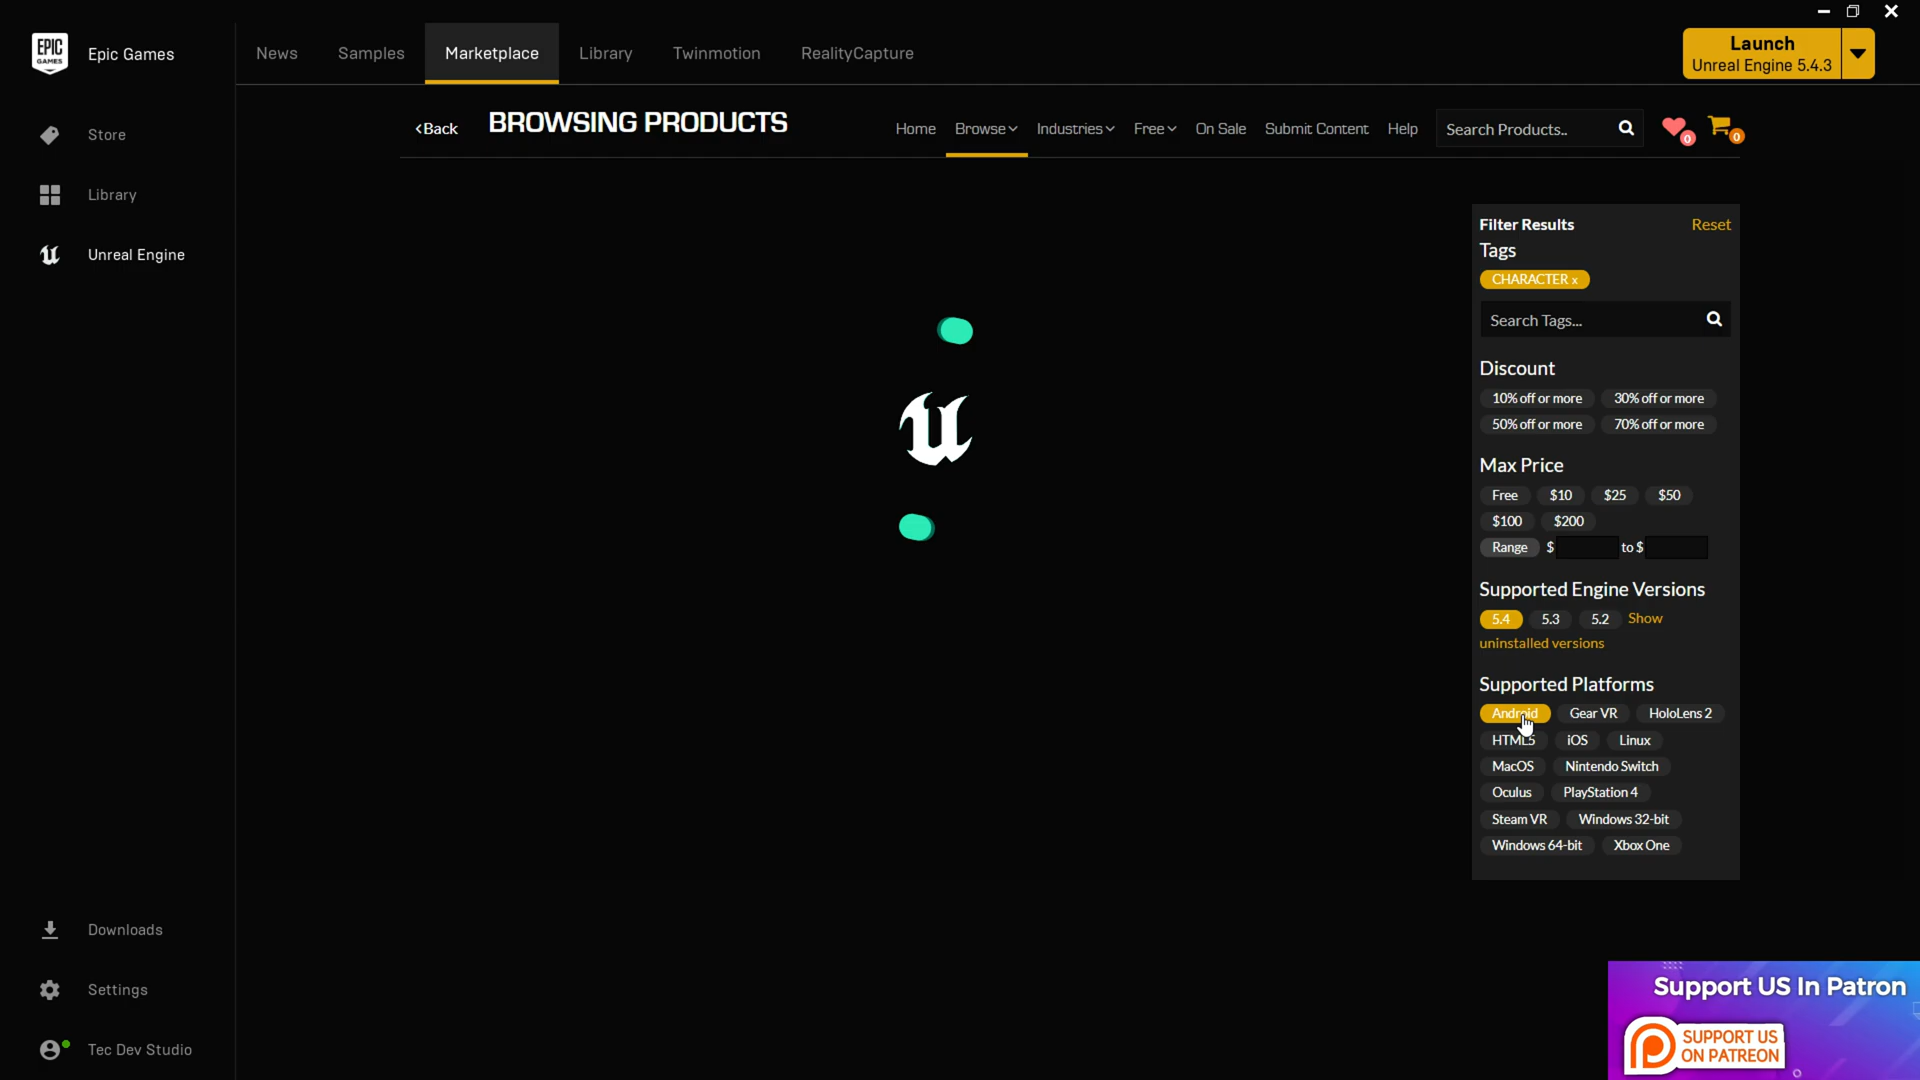 EPIC
GAMES
Epic Games
News
Samples
Marketplace
Library
Twinmotion
RealityCapture
Launch
Unreal Engine 5.4.3
Store
Library
Unreal Engine
Downloads
Settings
Tec Dev Studio
<Back
BROWSING PRODUCTS
Home
Browse
Industries
Free
On Sale
Submit Content
Help
Search Products..
0
0
Filter Results
Reset
Tags
CHARACTER x
Search Tags...
Discount
10% off or more
30% off or more
50% off or more
70% off or more
Max Price
Free $10 $25 $50
$100 $200
Range $ to $
Supported Engine Versions
5.4 5.3 5.2 Show
uninstalled versions
Supported Platforms
Android Gear VR HoloLens 2
HTML5 iOS Linux
MacOS Nintendo Switch
Oculus PlayStation 4
Steam VR Windows 32-bit
Windows 64-bit Xbox One
Support US In Patron
SUPPORT US
ON PATREON